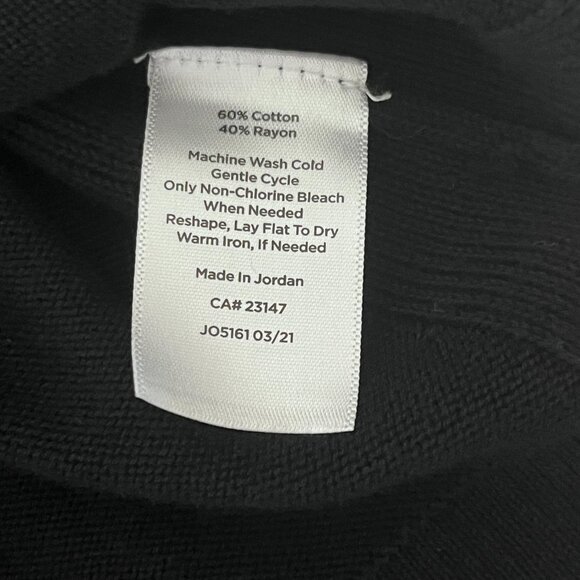 60% Cotton
40% Rayon
Machine Wash Cold
Gentle Cycle
Only Non-Chlorine Bleach
When Needed
Reshape, Lay Flat To Dry
Warm Iron, If Needed
Made In Jordan
CA# 23147
JO5161 03/21